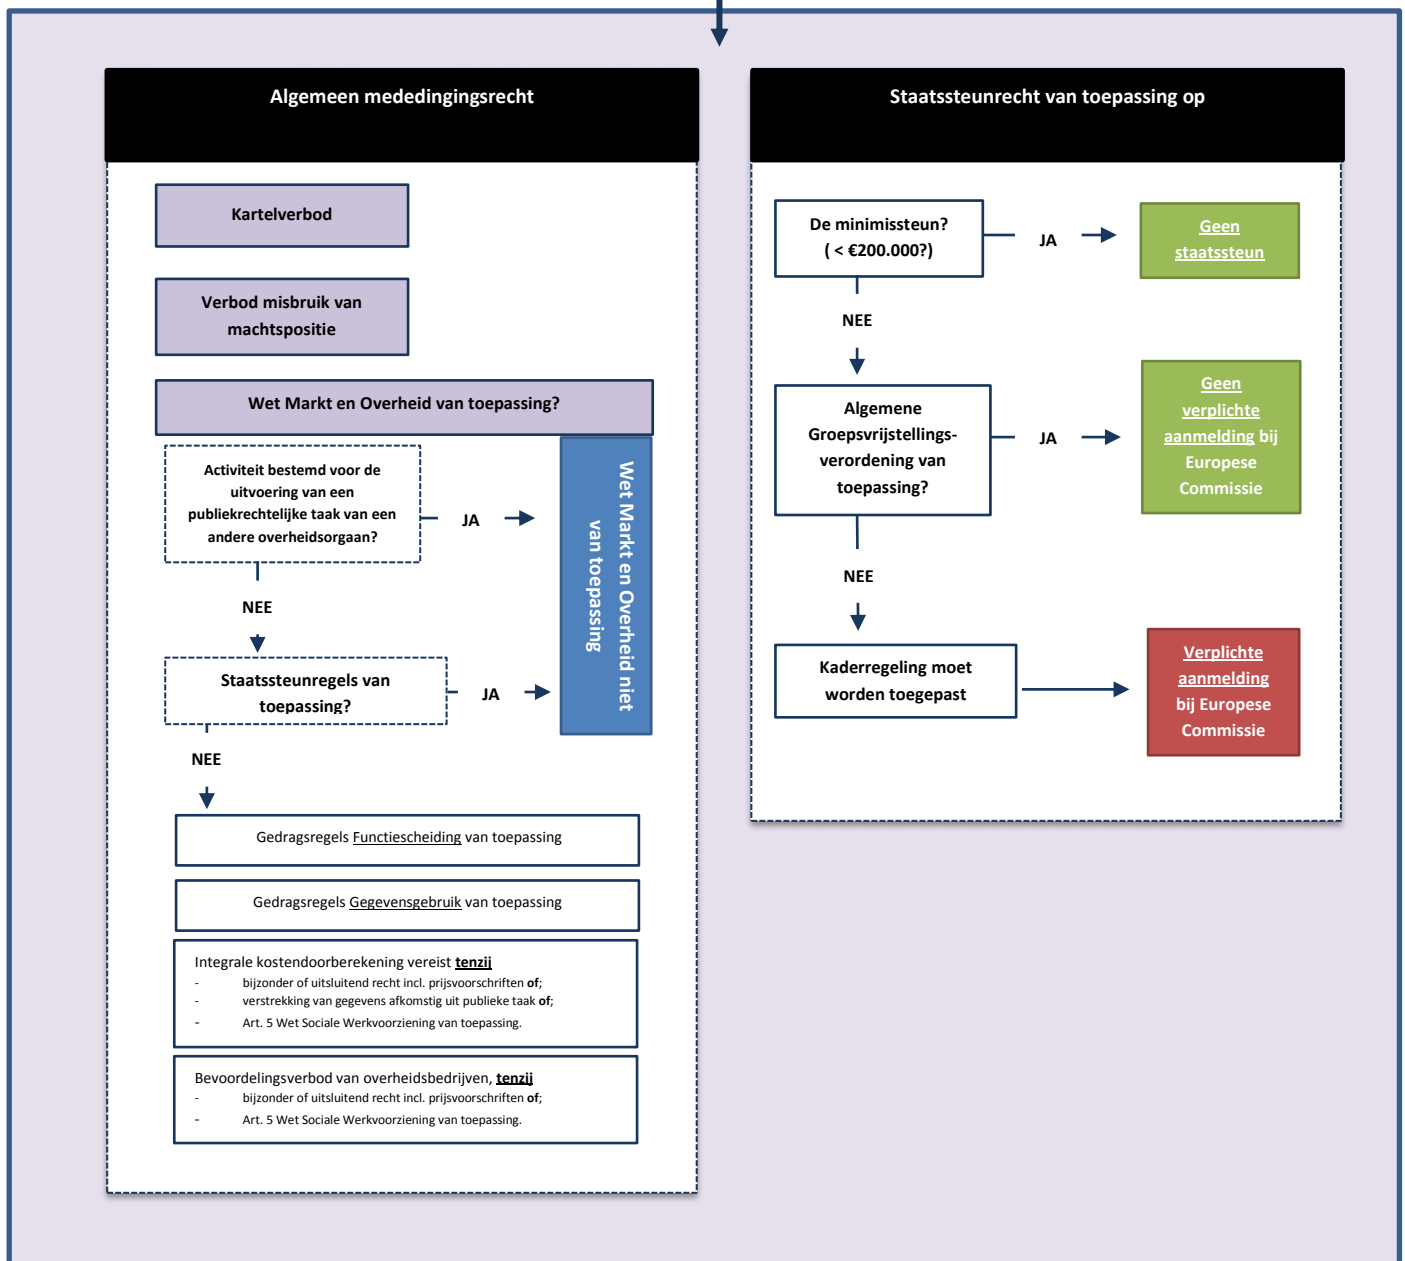 Algemeen mededingingsrecht
Kartelverbod
Verbod misbruik van
machtspositie
Wet Markt en Overheid van toepassing?
Activiteit bestemd voor de
uitvoering van een
publiekrechtelijke taak van een
andere overheidsorgaan?
JA
NEE
Staatssteunregels van
toepassing?
JA
NEE
Wet Markt en Overheid niet
van toepassing
Gedragsregels Functiescheiding van toepassing
Gedragsregels Gegevensgebruik van toepassing
Integrale kostendoorberekening vereist tenzij
- bijzonder of uitsluitend recht incl. prijsvoorschriften of;
- verstrekking van gegevens afkomstig uit publieke taak of;
- Art. 5 Wet Sociale Werkvoorziening van toepassing.
Bevoordelingsverbod van overheidsbedrijven, tenzij
- bijzonder of uitsluitend recht incl. prijsvoorschriften of;
- Art. 5 Wet Sociale Werkvoorziening van toepassing.
Staatssteunrecht van toepassing op
De minimissteun?
( < €200.000?)
JA
Geen
staatssteun
NEE
Algemene
Groepsvrijstellings-
verordening van
toepassing?
JA
Geen
verplichte
aanmelding bij
Europese
Commissie
NEE
Kaderregeling moet
worden toegepast
Verplichte
aanmelding
bij Europese
Commissie